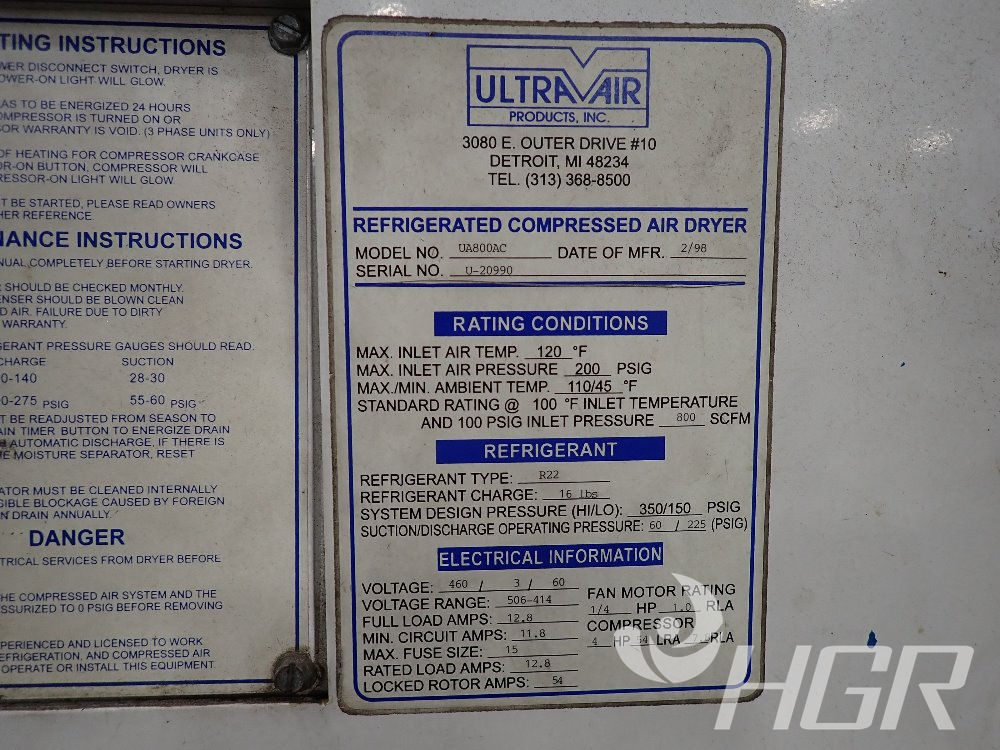 TING INSTRUCTIONS
WER DISCONNECT SWITCH, DRYER IS
OWER-ON LIGHT WILL GLOW.
AS TO BE ENERGIZED 24 HOURS
OMPRESSOR IS TURNED ON OR
OR WARRANTY IS VOID. (3 PHASE UNITS ONLY)
OF HEATING FOR COMPRESSOR CRANKCASE
OR-ON BUTTON, COMPRESSOR WILL
RESSOR-ON LIGHT WILL GLOW
T BE STARTED, PLEASE READ OWNERS
HER REFERENCE.
NANCE INSTRUCTIONS
NUAL COMPLETELY BEFORE STARTING DRYER.
R SHOULD BE CHECKED MONTHLY.
ENSER SHOULD BE BLOWN CLEAN
D AIR. FAILURE DUE TO DIRTY
WARRANTY.
GERANT PRESSURE GAUGES SHOULD READ.
CHARGE SUCTION
0-140 28-30
0-275 PSIG 55-60 PSIG
T BE READJUSTED FROM SEASON TO
AIN TIMER BUTTON TO ENERGIZE DRAIN
AUTOMATIC DISCHARGE, IF THERE IS
E MOISTURE SEPARATOR, RESET
ATOR MUST BE CLEANED INTERNALLY
SIBLE BLOCKAGE CAUSED BY FOREIGN
N DRAIN ANNUALLY.
DANGER
CTRICAL SERVICES FROM DRYER BEFORE
THE COMPRESSED AIR SYSTEM AND THE
SSURIZED TO 0 PSIG BEFORE REMOVING
PERIENCED AND LICENSED TO WORK
EFRIGERATION, AND COMPRESSED AIR
OPERATE OR INSTALL THIS EQUIPMENT.
ULTRA AIR
PRODUCTS, INC.
3080 E. OUTER DRIVE #10
DETROIT, MI 48234
TEL. (313) 368-8500
REFRIGERATED COMPRESSED AIR DRYER
MODEL NO. UA800AC DATE OF MFR. 2/98
SERIAL NO. U-20990
RATING CONDITIONS
MAX. INLET AIR TEMP. 120 °F
MAX. INLET AIR PRESSURE 200 PSIG
MAX./MIN. AMBIENT TEMP. 110/45 °F
STANDARD RATING @ 100 °F INLET TEMPERATURE
AND 100 PSIG INLET PRESSURE 800 SCFM
REFRIGERANT
REFRIGERANT TYPE: R22
REFRIGERANT CHARGE: 16 lbs
SYSTEM DESIGN PRESSURE (HI/LO): 350/150 PSIG
SUCTION/DISCHARGE OPERATING PRESSURE: 60 / 225 (PSIG)
ELECTRICAL INFORMATION
VOLTAGE: 460 / 3 / 60
VOLTAGE RANGE: 506-414
FULL LOAD AMPS: 12.8
MIN. CIRCUIT AMPS: 11.8
MAX. FUSE SIZE: 15
RATED LOAD AMPS: 12.8
LOCKED ROTOR AMPS: 54
FAN MOTOR RATING
1/4 HP 1.0 RLA
COMPRESSOR
4 HP 54 LRA RLA
HGR